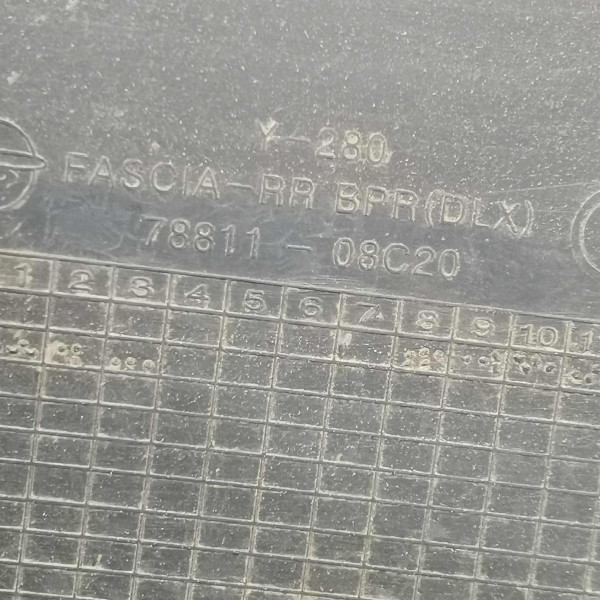 Y-280
FASCIA-RR BPR(DLX)
78811-08C20
1 2 3 4 5 6 7 8 9 10